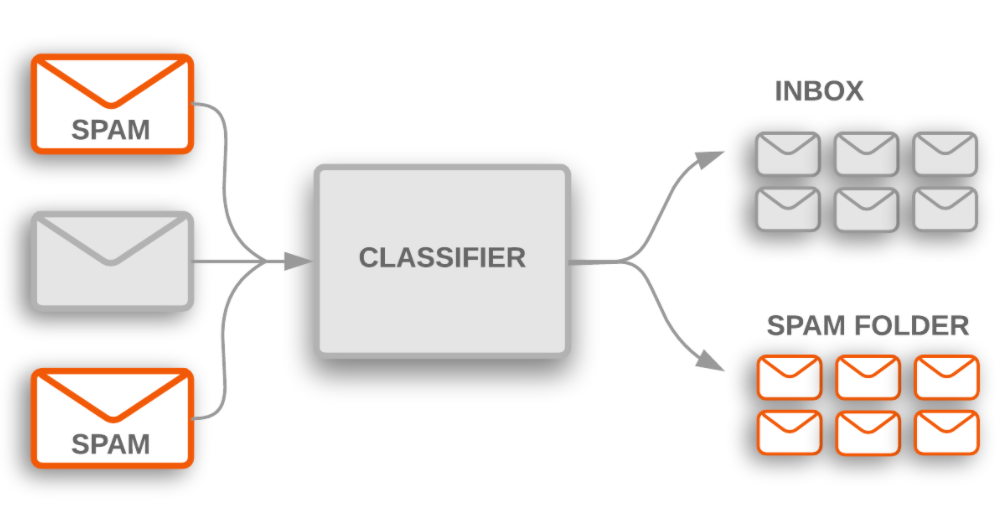 SPAM
SPAM
CLASSIFIER
INBOX
SPAM FOLDER